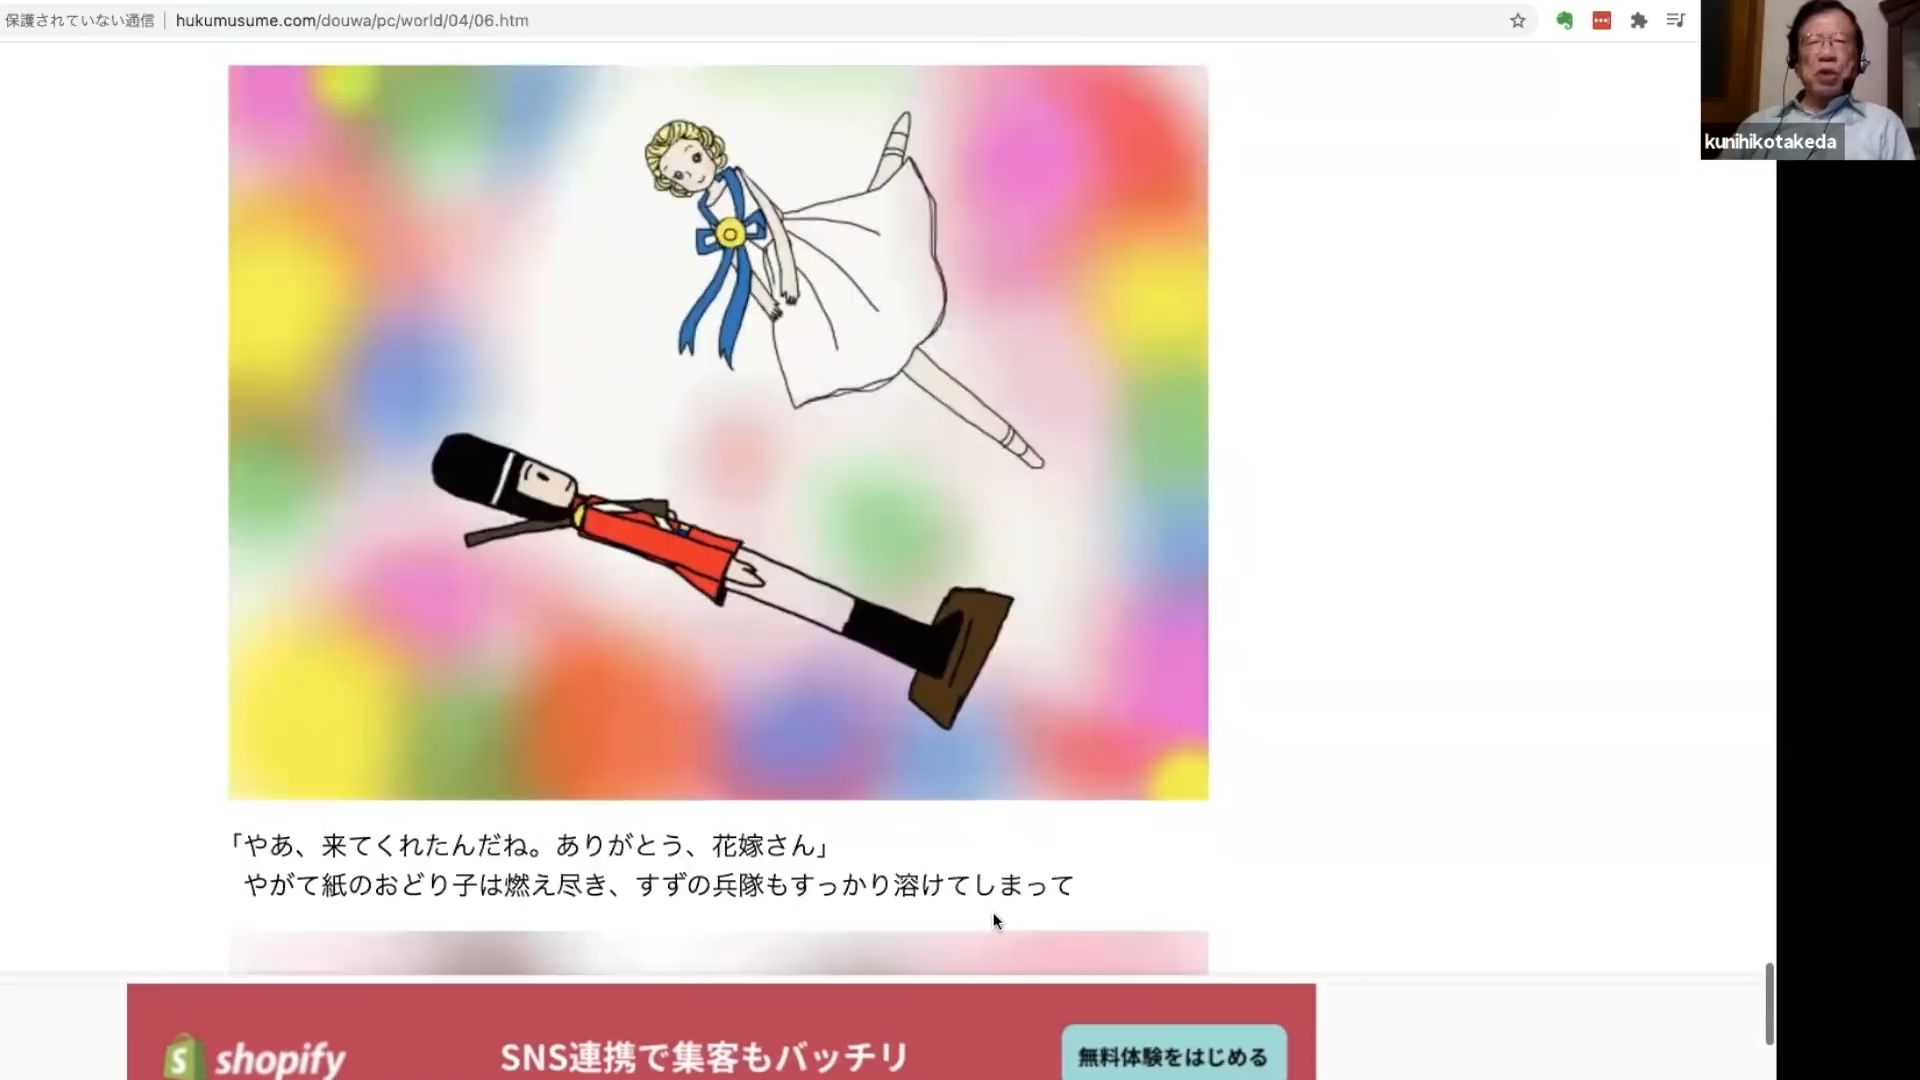 保護されていない通信 | hukumusume.com/douwa/pc/world/04/06.htm
kunihikotakeda
「やあ、来てくれたんだね。ありがとう、花嫁さん」
やがて紙のおどり子は燃え尽き、すずの兵隊もすっかり溶けてしまって
shopify
SNS連携で集客もバッチリ
無料体験をはじめる